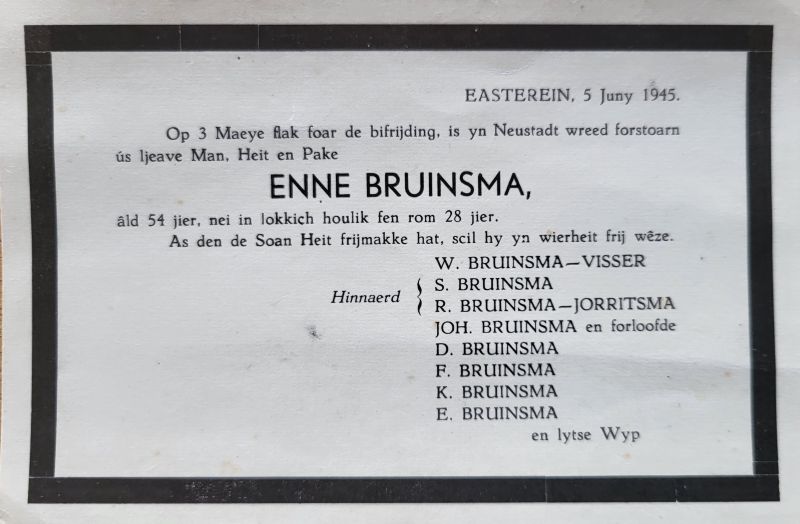 EASTEREIN, 5 Juny 1945.
Op 3 Maeye flak foar de bifrijding, is yn Neustadt wreed forstoarn
ús ljeave Man, Heit en Pake
ENNE BRUINSMA,
âld 54 jier, nei in lokkich houlik fen rom 28 jier.
As den de Soan Heit frijmakke hat, scil hy yn wierheit frij wêze.
W. BRUINSMA—VISSER
Hinnaerd { S. BRUINSMA
R. BRUINSMA—JORRITSMA
JOH. BRUINSMA en forloofde
D. BRUINSMA
F. BRUINSMA
K. BRUINSMA
E. BRUINSMA
en lytse Wyp